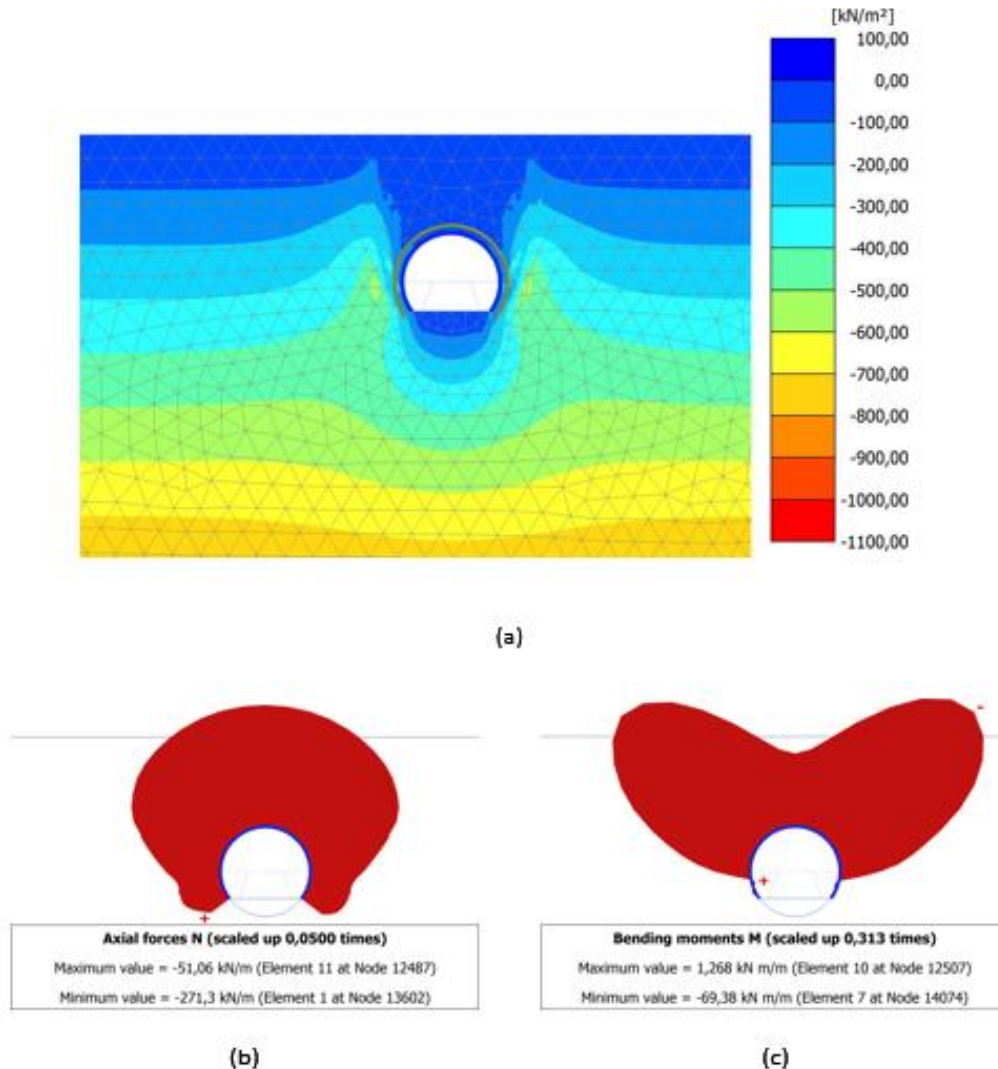 [kN/m²]
100,00
0,00
-100,00
-200,00
-300,00
-400,00
-500,00
-600,00
-700,00
-800,00
-900,00
-1000,00
-1100,00
(a)
-
+
+
Axial forces N (scaled up 0,0500 times)
Maximum value = -51,06 kN/m (Element 11 at Node 12487)
Minimum value = -271,3 kN/m (Element 1 at Node 13602)
Bending moments M (scaled up 0,313 times)
Maximum value = 1,268 kN m/m (Element 10 at Node 12507)
Minimum value = -69,38 kN m/m (Element 7 at Node 14074)
(b)
(c)